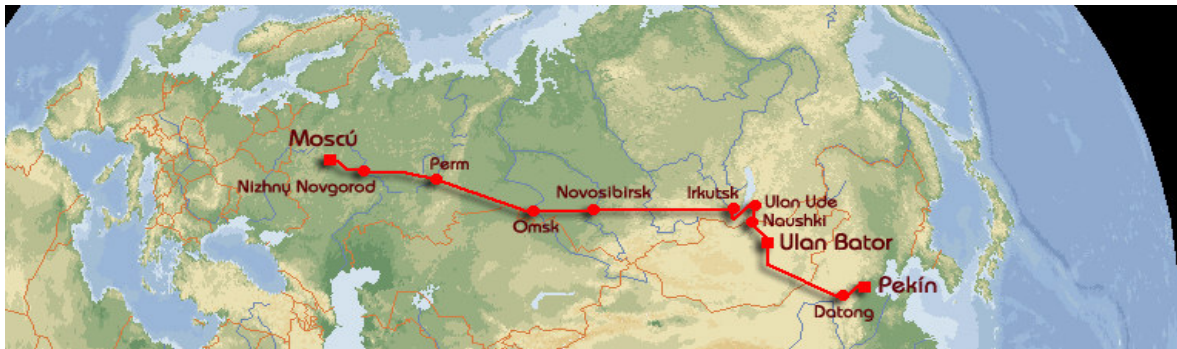 Moscú
Nizhny Novgorod
Perm
Omsk
Novosibirsk
Irkutsk
Ulan Ude
Naushki
Ulan Bator
Datong
Pekín